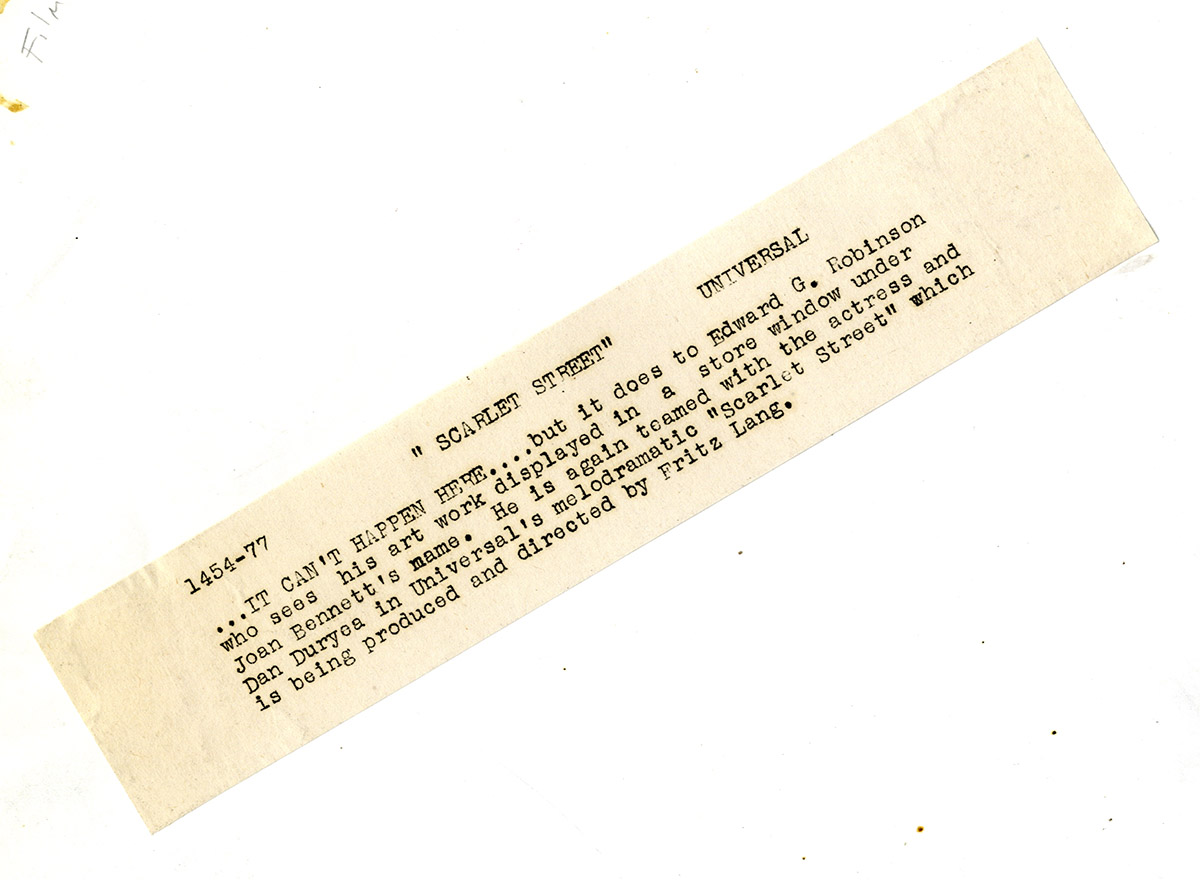 Film
" SCARLET STREET" UNIVERSAL
1454-77
...IT CAN'T HAPPEN HERE....but it does to Edward G. Robinson
who sees his art work displayed in a store window under
Joan Bennett's mame. He is again teamed with the actress and
Dan Duryea in Universal's melodramatic "Scarlet Street" which
is being produced and directed by Fritz Lang.